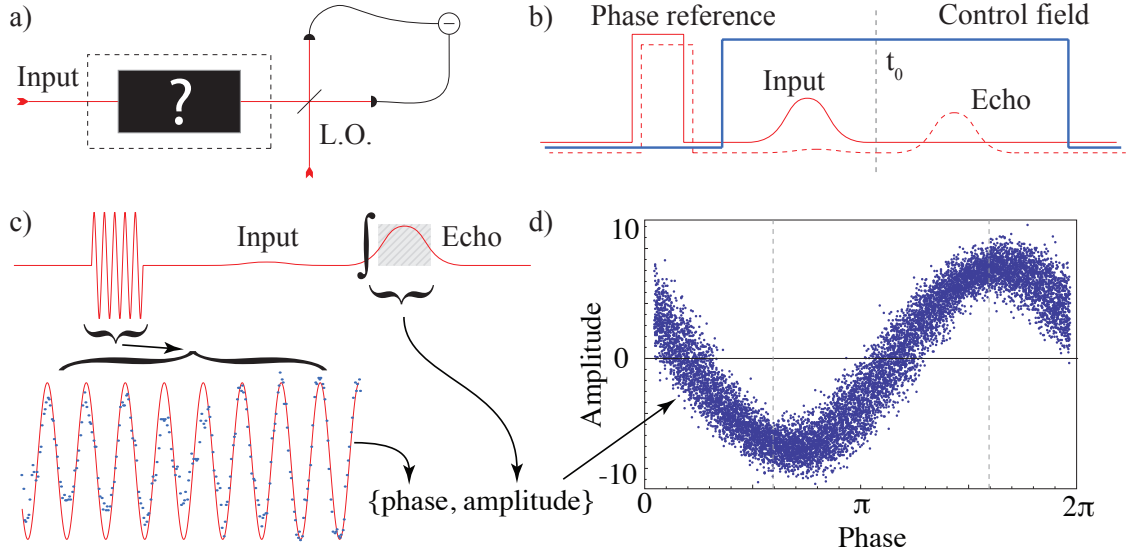 a)
Input
?
−
L.O.
b)
Phase reference
Control field
t0
Input
Echo
c)
Input
∫
Echo
{phase, amplitude}
d)
10
0
-10
Amplitude
0
π
2π
Phase